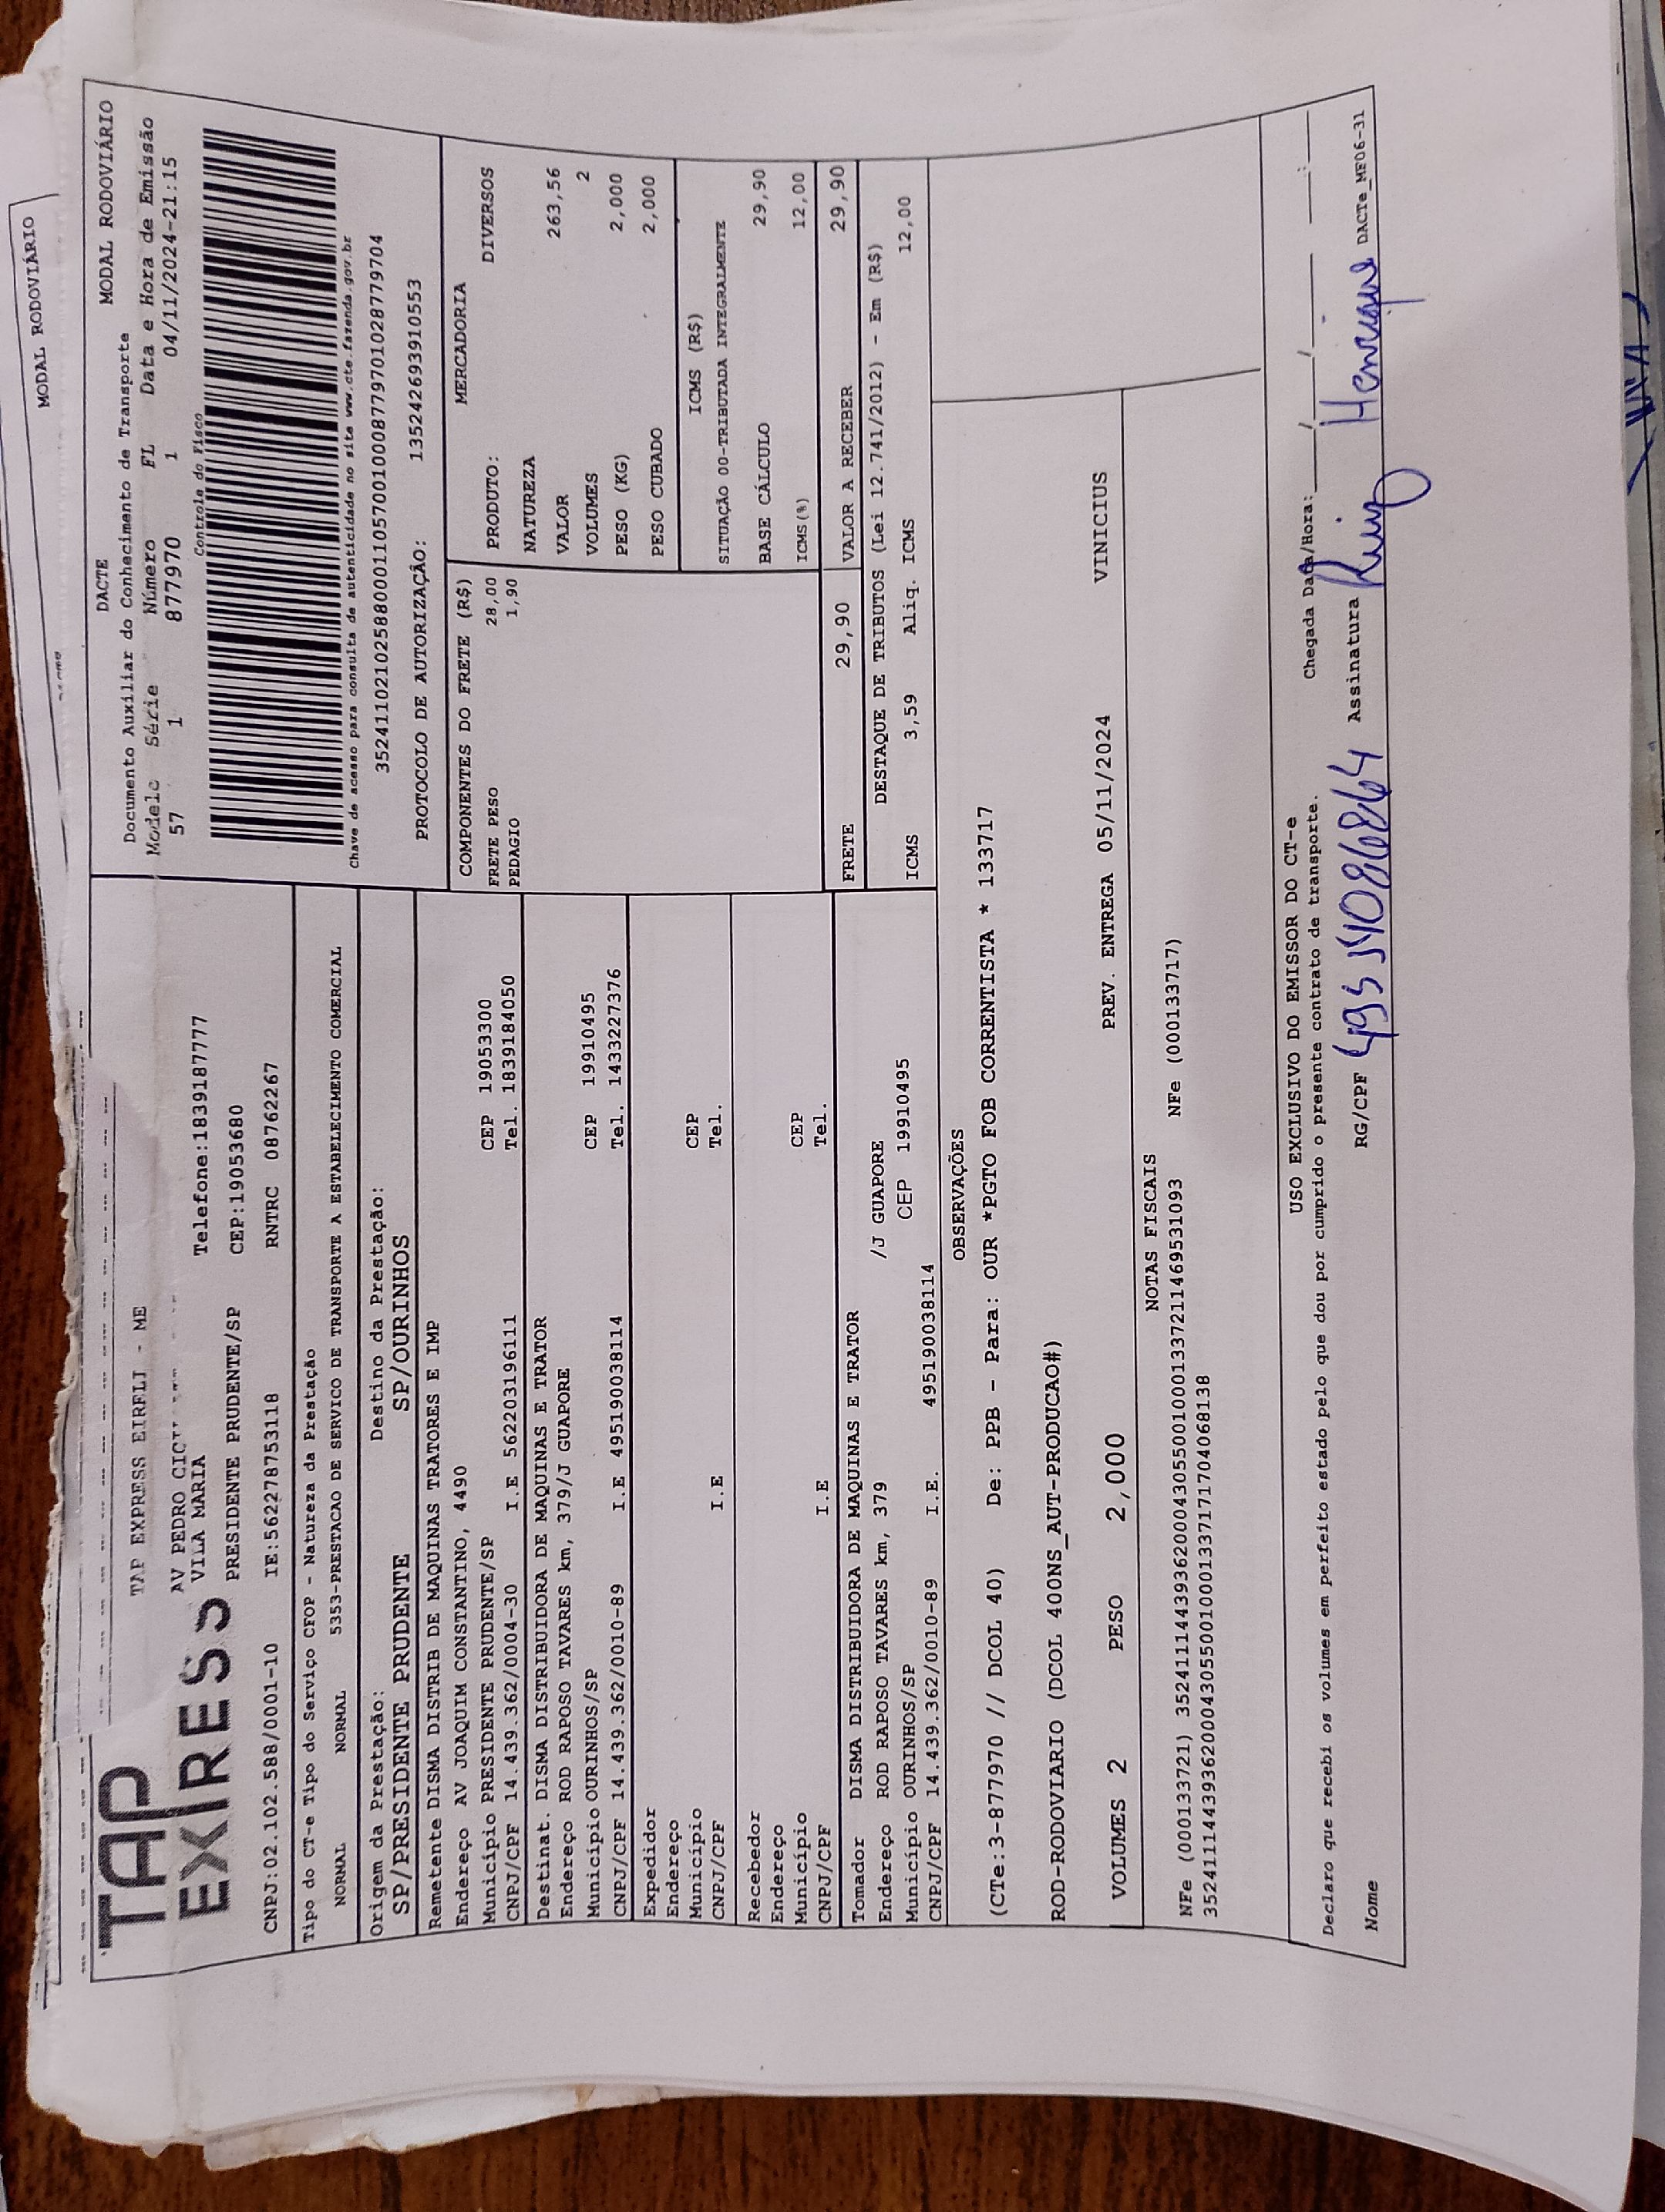 MODAL RODOVIÁRIO
TAP
EXPRESS
TAP EXPRESS EIRELI - ME
AV PEDRO
VILA MARIA
Telefone:1839187777
PRESIDENTE PRUDENTE/SP CEP:19053680
CNPJ:02.102.588/0001-10 IE:562278753118 RNTRC 08762267
DACTE MODAL RODOVIÁRIO
Documento Auxiliar do Conhecimento de Transporte
Modelo Série Número FL Data e Hora de Emissão
57 1 877970 1 04/11/2024-21:15
Controle do Fisco
Chave de acesso para consulta de autenticidade no site www.cte.fazenda.gov.br
35241102102588000110570010008779701028779704
PROTOCOLO DE AUTORIZAÇÃO: 135242693910553
Tipo do CT-e Tipo do Serviço CFOP - Natureza da Prestação
NORMAL NORMAL 5353-PRESTACAO DE SERVICO DE TRANSPORTE A ESTABELECIMENTO COMERCIAL
Origem da Prestação: Destino da Prestação:
SP/PRESIDENTE PRUDENTE SP/OURINHOS
Remetente DISMA DISTRIB DE MAQUINAS TRATORES E IMP
Endereço AV JOAQUIM CONSTANTINO, 4490
Município PRESIDENTE PRUDENTE/SP CEP 19053300
CNPJ/CPF 14.439.362/0004-30 I.E 562203196111 Tel. 1839184050
Destinat. DISMA DISTRIBUIDORA DE MAQUINAS E TRATOR
Endereço ROD RAPOSO TAVARES km, 379/J GUAPORE
Município OURINHOS/SP CEP 19910495
CNPJ/CPF 14.439.362/0010-89 I.E 495190038114 Tel. 1433227376
Expedidor
Endereço
Município CEP
CNPJ/CPF I.E Tel.
Recebedor
Endereço
Município CEP
CNPJ/CPF I.E Tel.
Tomador DISMA DISTRIBUIDORA DE MAQUINAS E TRATOR
Endereço ROD RAPOSO TAVARES km, 379 /J GUAPORE
Município OURINHOS/SP CEP 19910495
CNPJ/CPF 14.439.362/0010-89 I.E. 495190038114
COMPONENTES DO FRETE (R$)
FRETE PESO 28,00
PEDAGIO 1,90
MERCADORIA
PRODUTO: DIVERSOS
NATUREZA
VALOR 263,56
VOLUMES 2
PESO (KG) 2,000
PESO CUBADO 2,000
ICMS (R$)
SITUAÇÃO 00-TRIBUTADA INTEGRALMENTE
BASE CÁLCULO 29,90
ICMS(%) 12,00
FRETE 29,90 VALOR A RECEBER 29,90
DESTAQUE DE TRIBUTOS (Lei 12.741/2012) - Em (R$)
ICMS 3,59 Aliq. ICMS 12,00
OBSERVAÇÕES
(CTe:3-877970 // DCOL 40) De: PPB - Para: OUR *PGTO FOB CORRENTISTA * 133717
ROD-RODOVIARIO (DCOL 400NS_AUT-PRODUCAO#)
VOLUMES 2 PESO 2,000 PREV. ENTREGA 05/11/2024 VINICIUS
NOTAS FISCAIS
NFe (000133721) 35241114439362000430550010001337211469531093 NFe (000133717)
35241114439362000430550010001337171704068138
USO EXCLUSIVO DO EMISSOR DO CT-e
Declaro que recebi os volumes em perfeito estado pelo que dou por cumprido o presente contrato de transporte.
Chegada Data/Hora:____/____/____ ____:____
Nome RG/CPF Assinatura Henrique DACTe_MF06-31